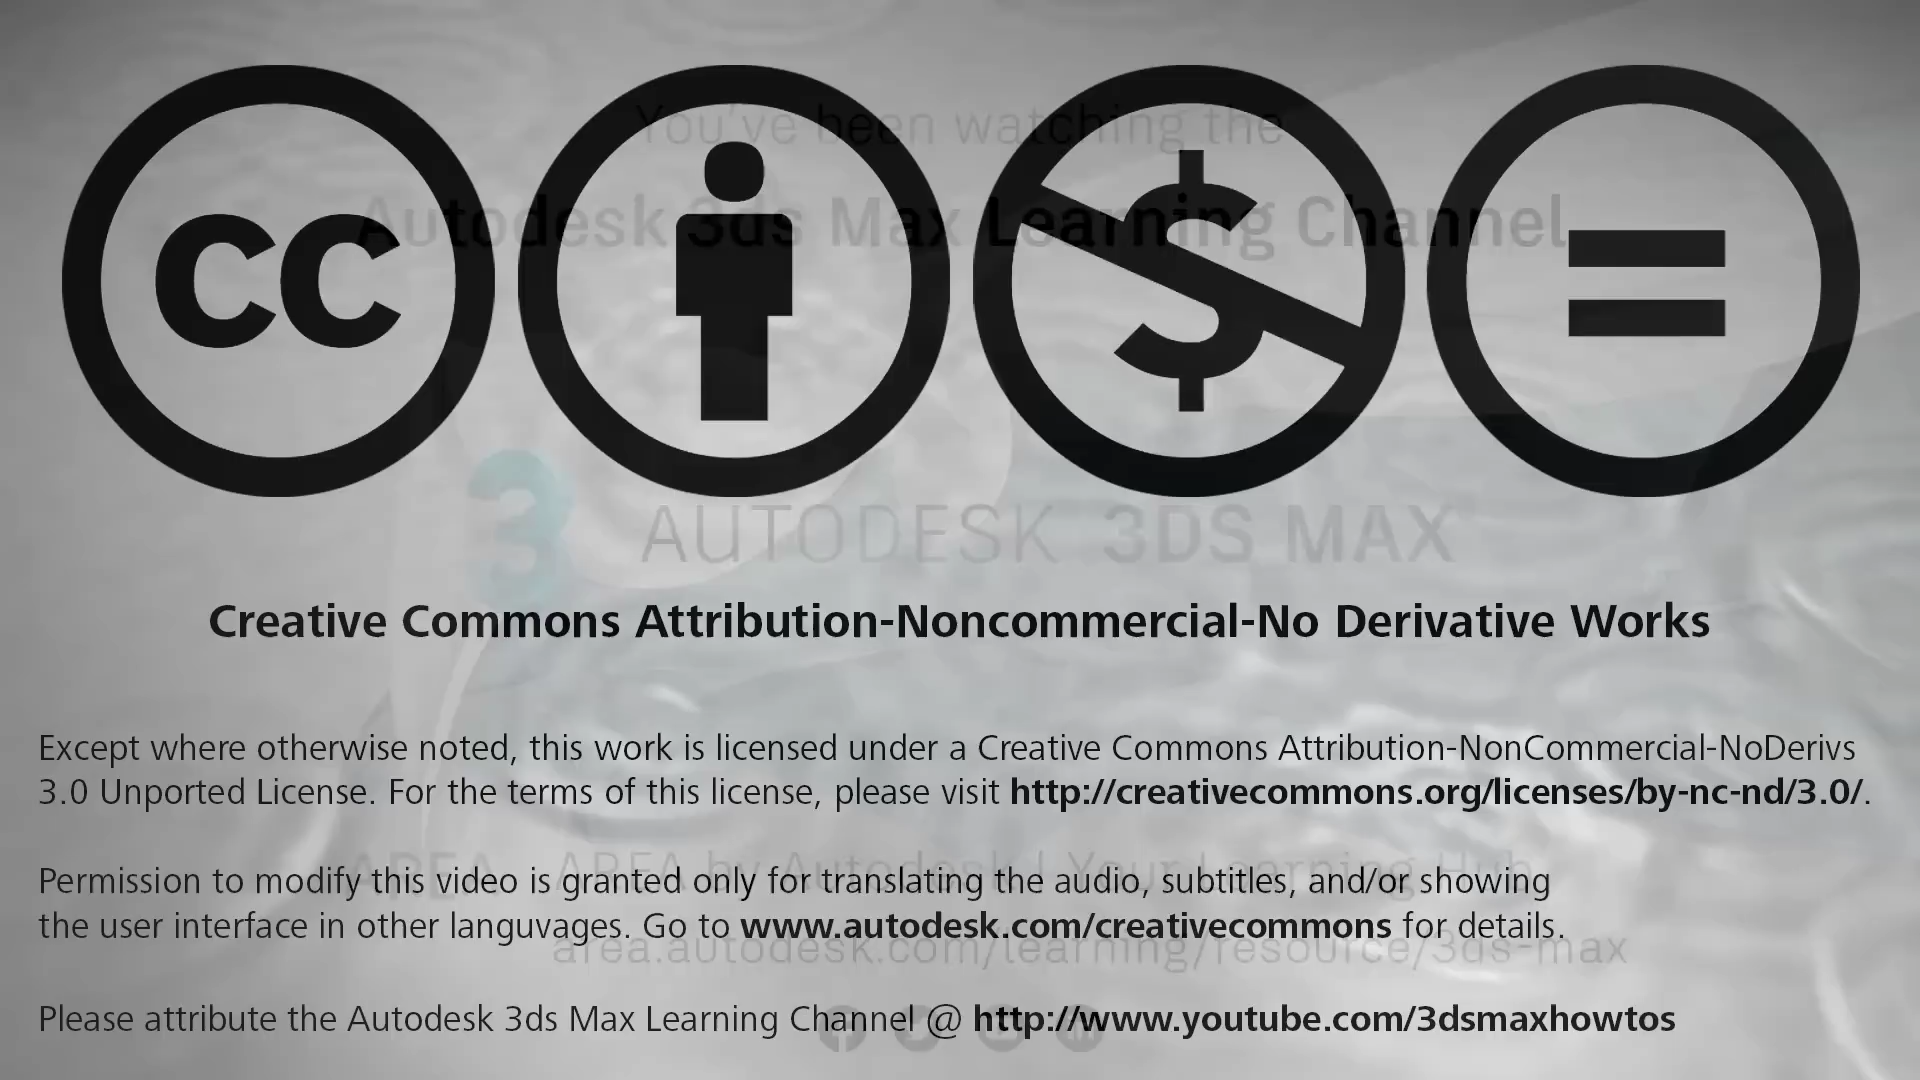 You've been watching the
Autodesk 3ds Max Learning Channel
cc
$
=
3 AUTODESK 3DS MAX
Creative Commons Attribution-Noncommercial-No Derivative Works
Except where otherwise noted, this work is licensed under a Creative Commons Attribution-NonCommercial-NoDerivs
3.0 Unported License. For the terms of this license, please visit http://creativecommons.org/licenses/by-nc-nd/3.0/.
AREA AREA by Autodesk | Your Learning Hub
Permission to modify this video is granted only for translating the audio, subtitles, and/or showing
the user interface in other languvages. Go to www.autodesk.com/creativecommons for details.
area.autodesk.com/learning/resource/3ds-max
Please attribute the Autodesk 3ds Max Learning Channel @ http://www.youtube.com/3dsmaxhowtos